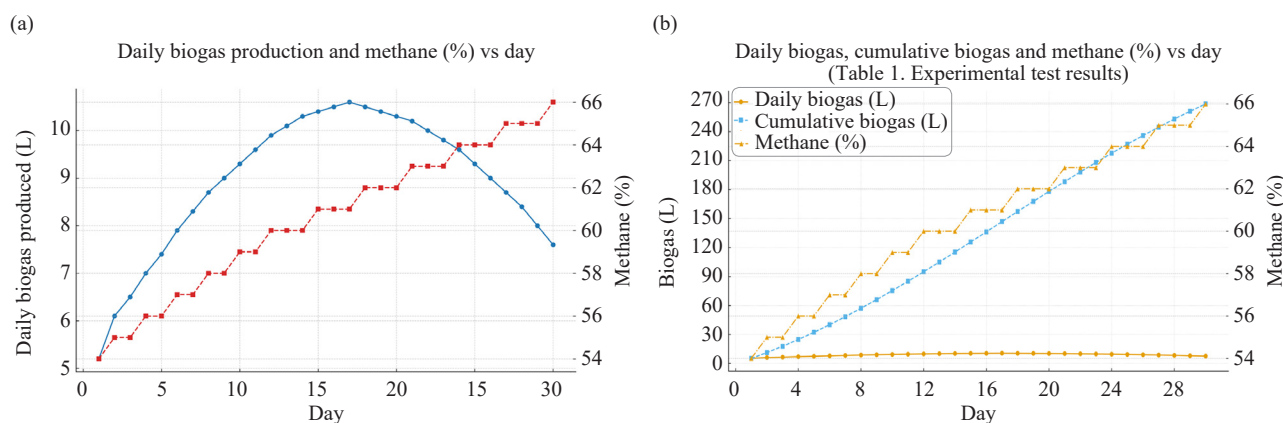 (a)
Daily biogas production and methane (%) vs day
Daily biogas produced (L)
10
9
8
7
6
5
66
64
62
60
58
56
54
Methane (%)
0 5 10 15 20 15 30
Day
(b)
Daily biogas, cumulative biogas and methane (%) vs day
(Table 1. Experimental test results)
Daily biogas (L)
Cumulative biogas (L)
Methane (%)
Biogas (L)
270
240
210
180
150
120
90
60
30
0
66
64
62
60
58
56
54
Methane (%)
0 4 8 12 16 20 24 28
Day